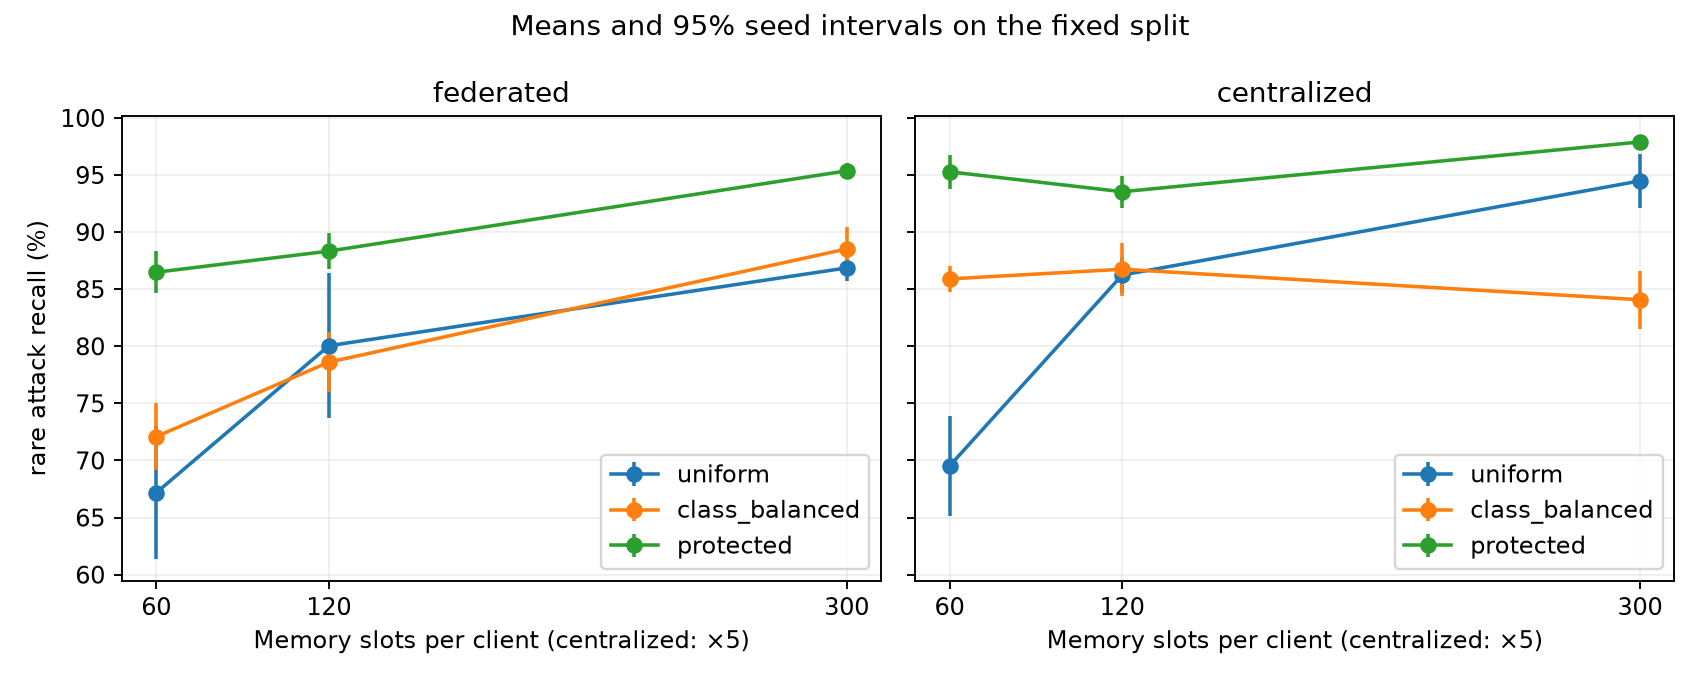 Means and 95% seed intervals on the fixed split
federated
rare attack recall (%)
100
95
90
85
80
75
70
65
60
60 120 300
Memory slots per client (centralized: ×5)
uniform
class_balanced
protected
centralized
60 120 300
Memory slots per client (centralized: ×5)
uniform
class_balanced
protected